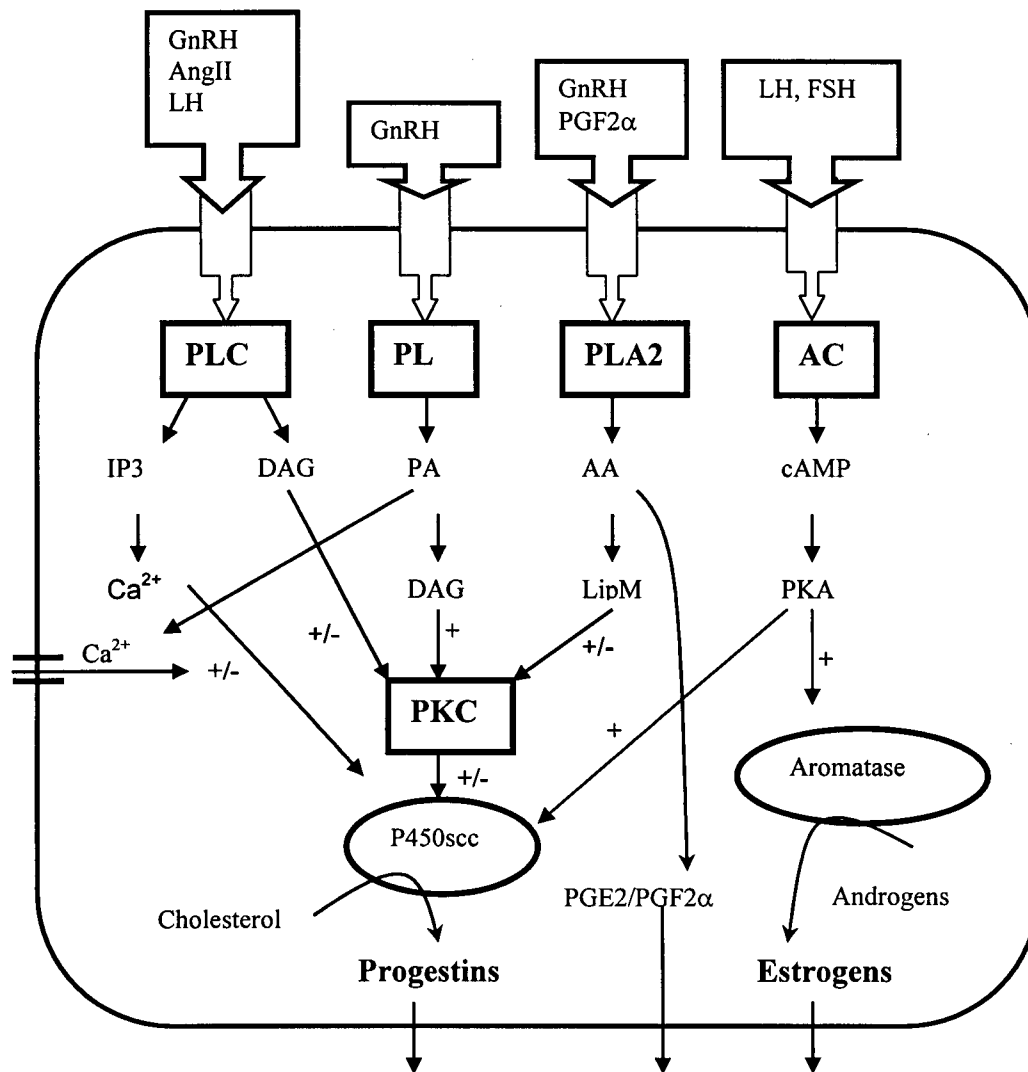 GnRH
AngII
LH
GnRH
GnRH
PGF2α
LH, FSH
PLC
PL
PLA2
AC
IP3
DAG
PA
AA
cAMP
Ca²⁺
DAG
LipM
PKA
+/-
+
+/-
+
Ca²⁺
+/-
PKC
+
+/-
Aromatase
P450scc
Cholesterol
PGE2/PGF2α
Androgens
Progestins
Estrogens